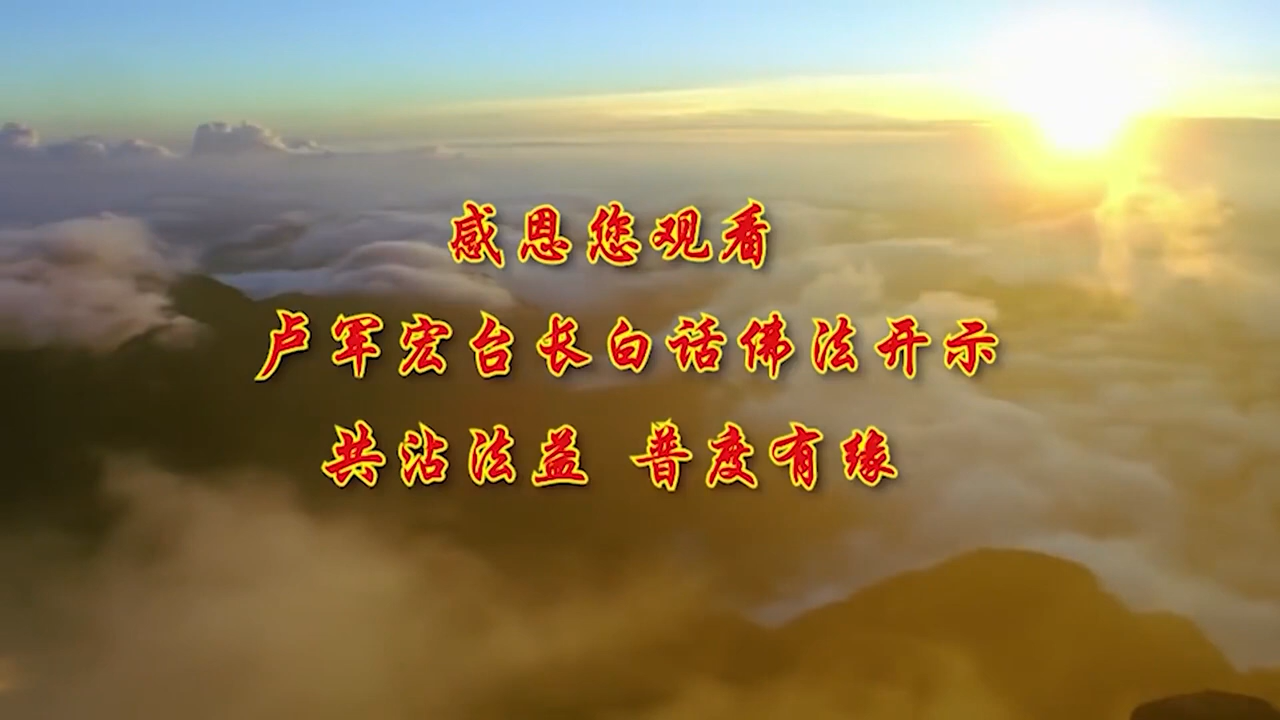 感恩您观看
卢军宏台长白话佛法开示
共沾法益 普度有缘